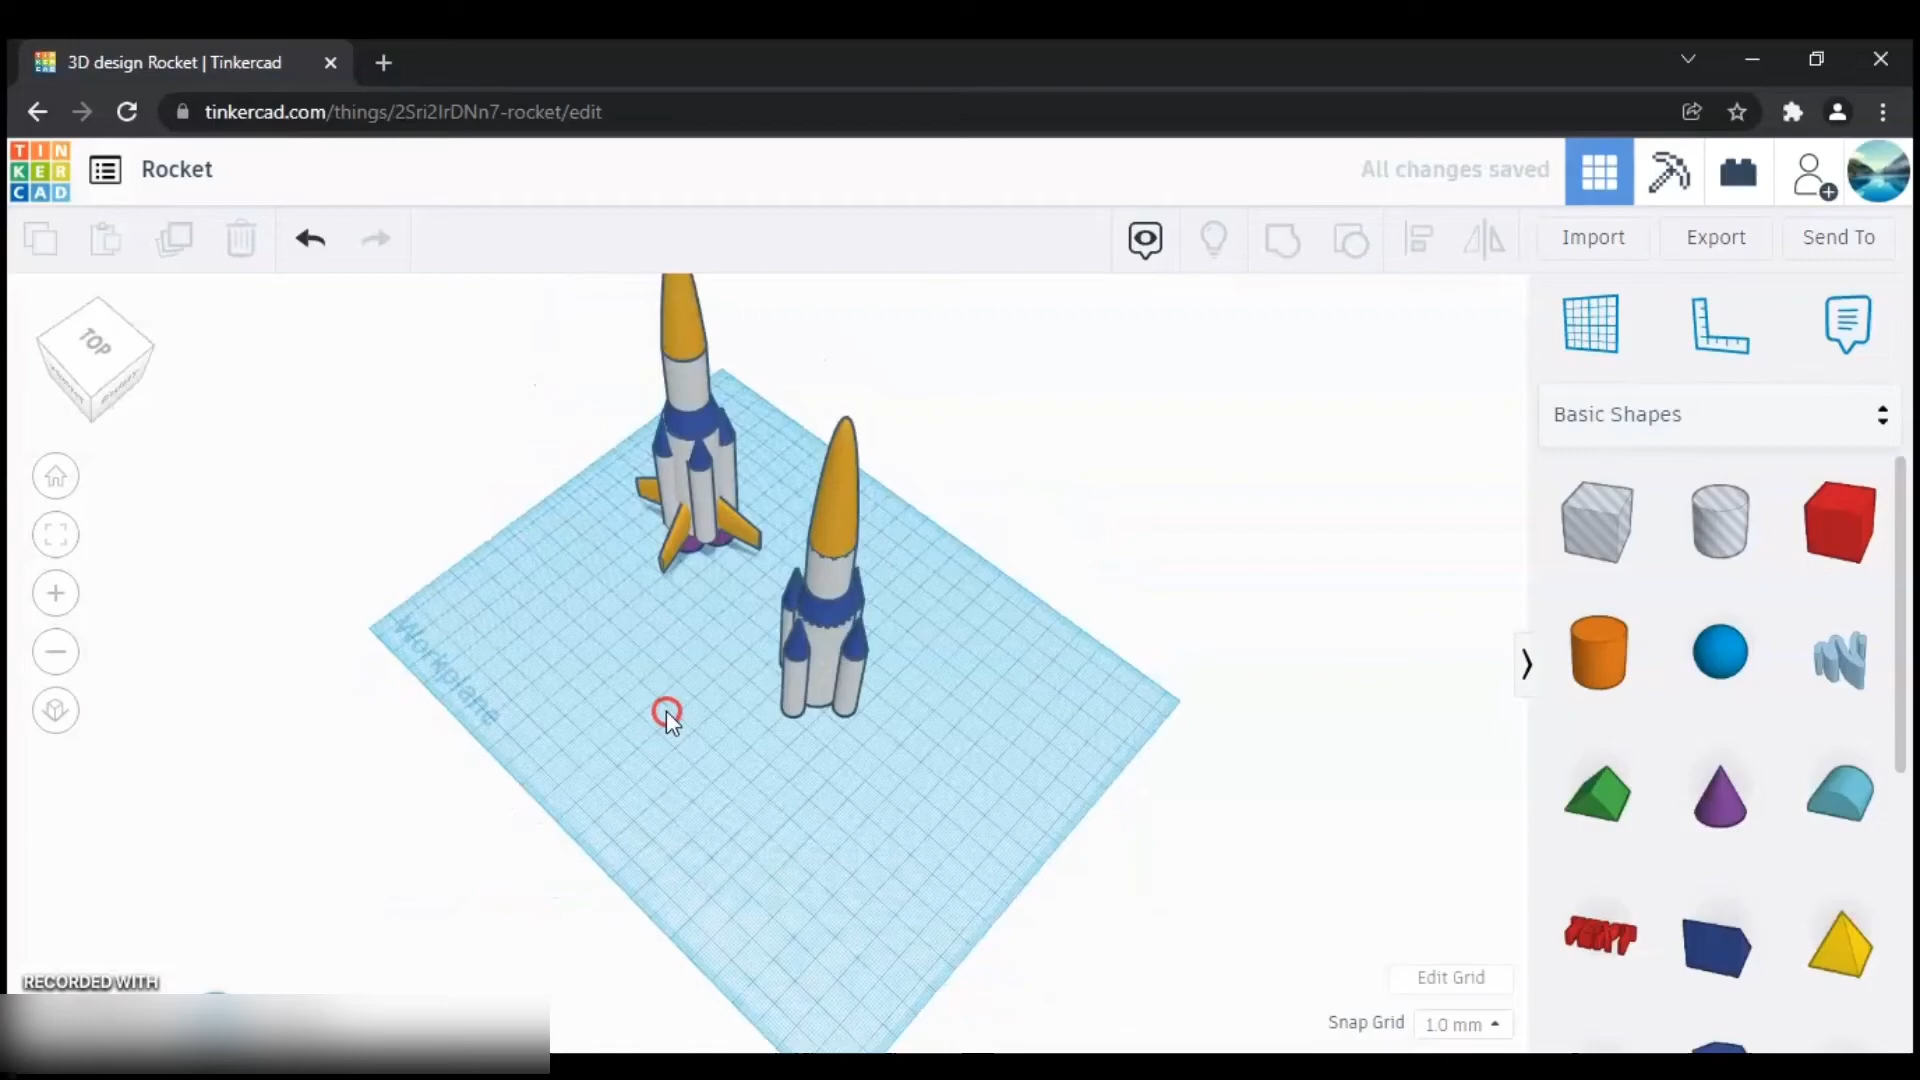 3D design Rocket | Tinkercad
tinkercad.com/things/2Sri2IrDNn7-rocket/edit
TIN
KER
CAD
Rocket
All changes saved
Import
Export
Send To
TOP
Basic Shapes
Workplane
TEXT
Edit Grid
Snap Grid
1.0 mm
RECORDED WITH